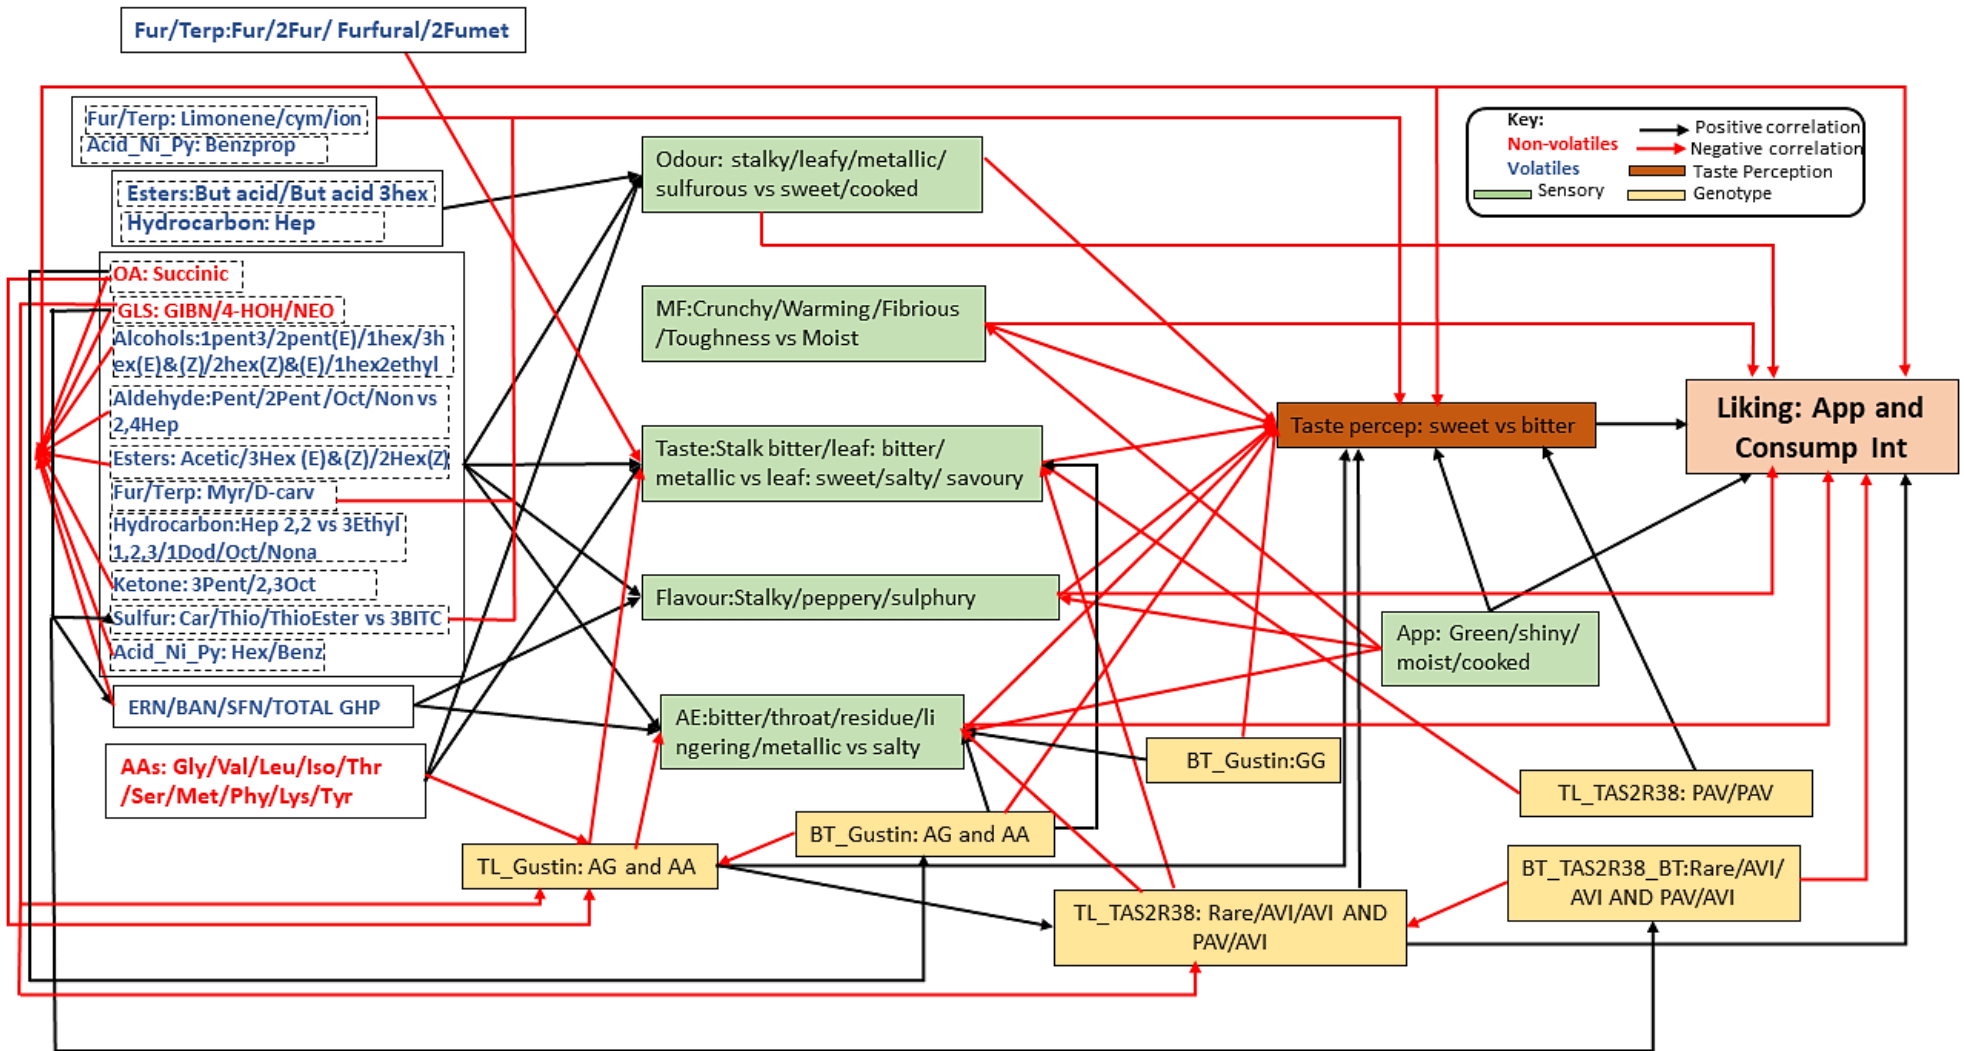 Fur/Terp:Fur/2Fur/ Furfural/2Fumet
Fur/Terp: Limonene/cym/ion
Acid_Ni_Py: Benzprop
Esters:But acid/But acid 3hex
Hydrocarbon: Hep
OA: Succinic
GLS: GIBN/4-HOH/NEO
Alcohols:1pent3/2pent(E)/1hex/3h
ex(E)&(Z)/2hex(Z)&(E)/1hex2ethyl
Aldehyde:Pent/2Pent /Oct/Non vs
2,4Hep
Esters: Acetic/3Hex (E)&(Z)/2Hex(Z)
Fur/Terp: Myr/D-carv
Hydrocarbon:Hep 2,2 vs 3Ethyl
1,2,3/1Dod/Oct/Nona
Ketone: 3Pent/2,3Oct
Sulfur: Car/Thio/ThioEster vs 3BITC
Acid_Ni_Py: Hex/Benz
ERN/BAN/SFN/TOTAL GHP
AAs: Gly/Val/Leu/Iso/Thr
/Ser/Met/Phy/Lys/Tyr
Odour: stalky/leafy/metallic/
sulfurous vs sweet/cooked
MF:Crunchy/Warming/Fibrious
/Toughness vs Moist
Taste:Stalk bitter/leaf: bitter/
metallic vs leaf: sweet/salty/ savoury
Flavour:Stalky/peppery/sulphury
AE:bitter/throat/residue/li
ngering/metallic vs salty
TL_Gustin: AG and AA
BT_Gustin: AG and AA
BT_Gustin:GG
TL_TAS2R38: Rare/AVI/AVI AND
PAV/AVI
Key:
Non-volatiles
Volatiles
Sensory
Positive correlation
Negative correlation
Taste Perception
Genotype
Taste percep: sweet vs bitter
Liking: App and
Consump Int
App: Green/shiny/
moist/cooked
TL_TAS2R38: PAV/PAV
BT_TAS2R38_BT:Rare/AVI/
AVI AND PAV/AVI